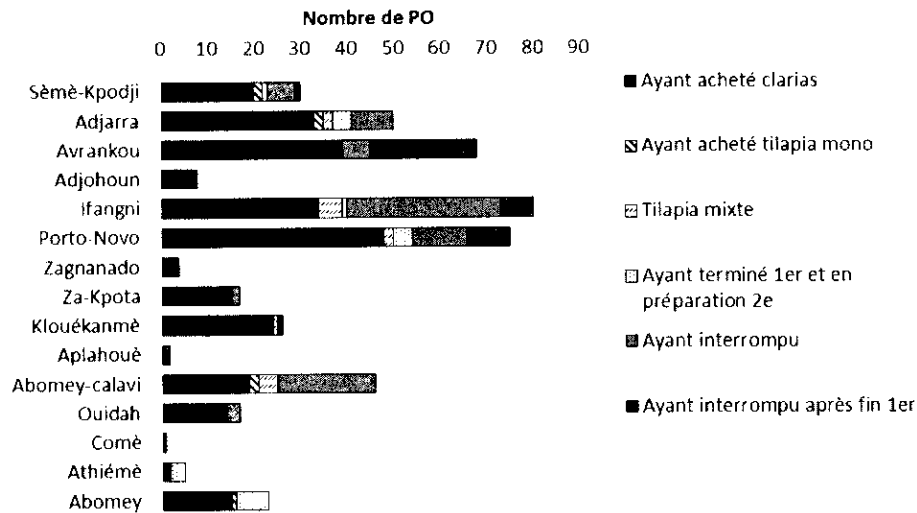 Nombre de PO
0 10 20 30 40 50 60 70 80 90
Sèmè-Kpodji
Adjarra
Avrankou
Adjohoun
Ifangni
Porto-Novo
Zagnanado
Za-Kpota
Klouékanmè
Aplahouè
Abomey-calavi
Ouidah
Comè
Athiémè
Abomey
Ayant acheté clarias
Ayant acheté tilapia mono
Tilapia mixte
Ayant terminé 1er et en
préparation 2e
Ayant interrompu
Ayant interrompu après fin 1er